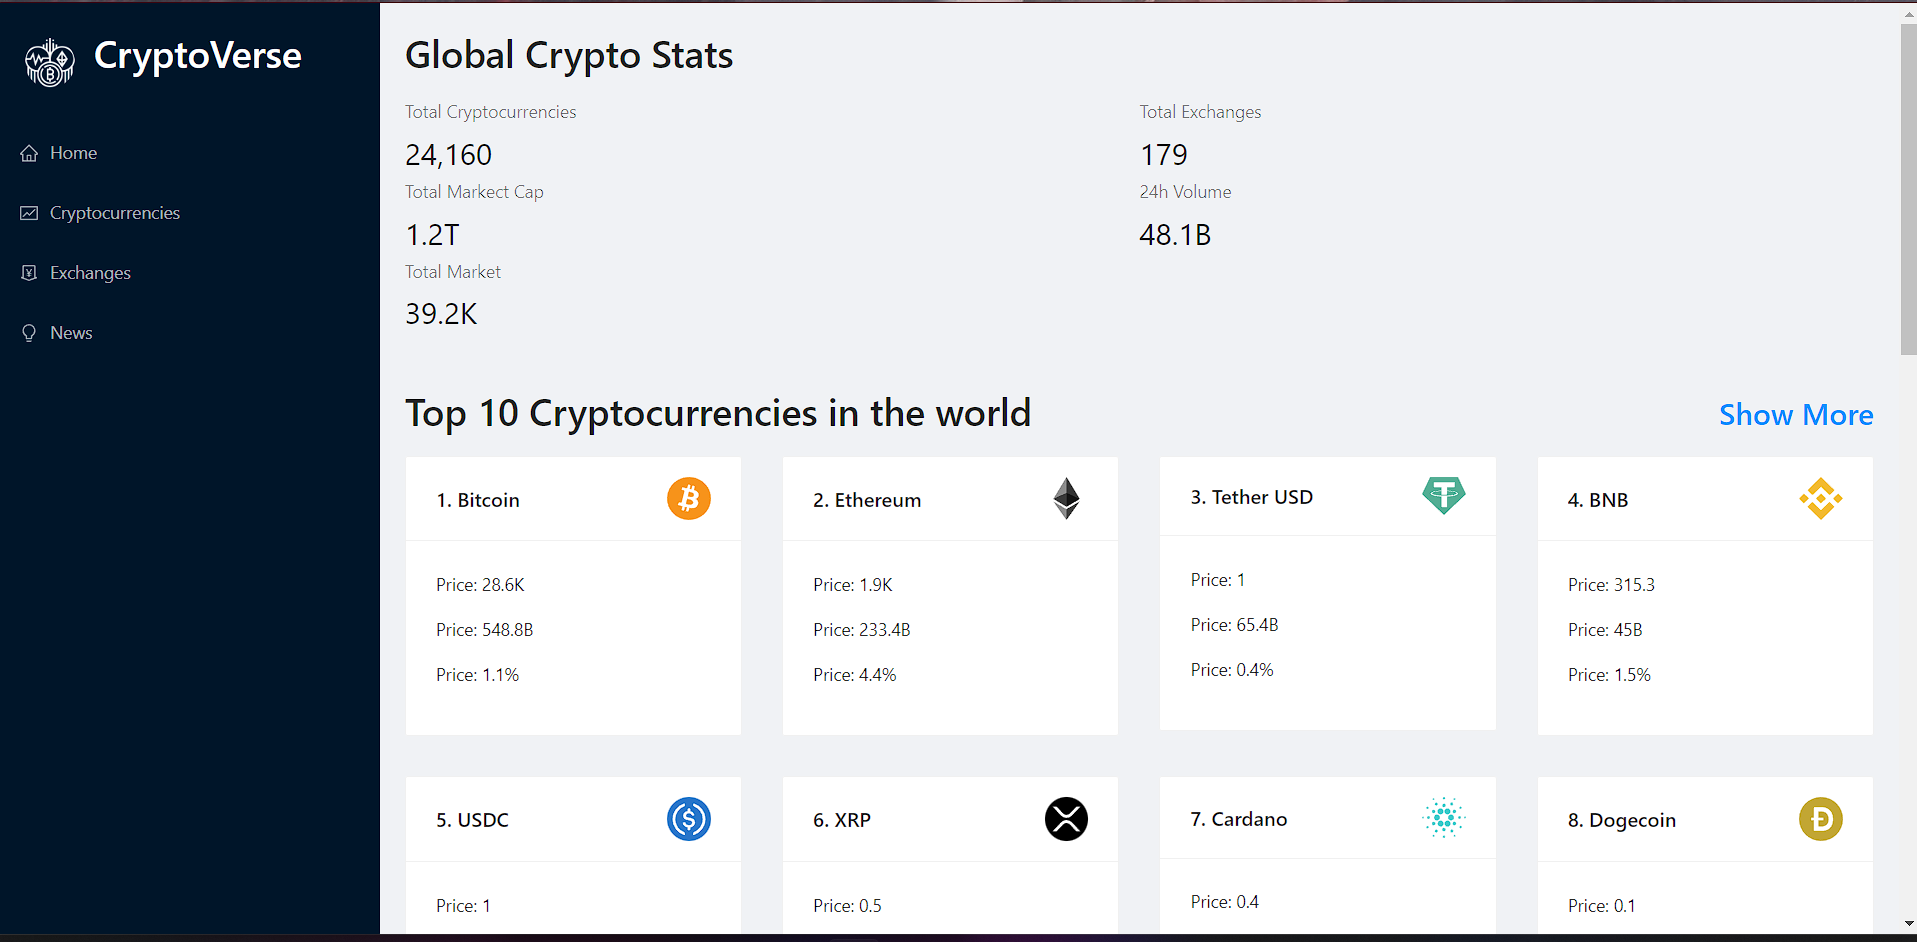 CryptoVerse
Home
Cryptocurrencies
Exchanges
News
Global Crypto Stats
Total Cryptocurrencies
24,160
Total Exchanges
179
Total Markect Cap
1.2T
24h Volume
48.1B
Total Market
39.2K
Top 10 Cryptocurrencies in the world
Show More
1. Bitcoin
Price: 28.6K
Price: 548.8B
Price: 1.1%
2. Ethereum
Price: 1.9K
Price: 233.4B
Price: 4.4%
3. Tether USD
Price: 1
Price: 65.4B
Price: 0.4%
4. BNB
Price: 315.3
Price: 45B
Price: 1.5%
5. USDC
Price: 1
6. XRP
Price: 0.5
7. Cardano
Price: 0.4
8. Dogecoin
Price: 0.1